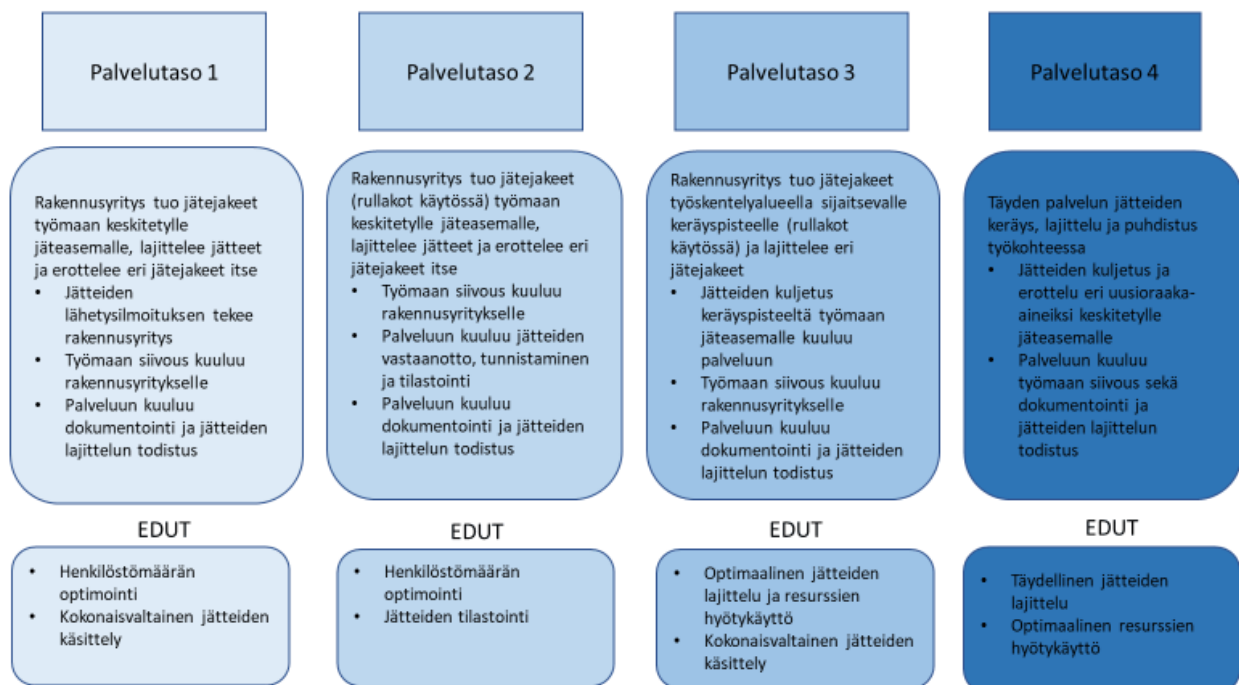 Palvelutaso 1
Palvelutaso 2
Palvelutaso 3
Palvelutaso 4
Rakennusyritys tuo jätejakeet
työmaan keskitetylle
jäteasemalle, lajittelee jätteet
ja erottelee eri jätejakeet itse
• Jätteiden
lähetysilmoituksen tekee
rakennusyritys
• Työmaan siivous kuuluu
rakennusyritykselle
• Palveluun kuuluu
dokumentointi ja jätteiden
lajittelun todistus
Rakennusyritys tuo jätejakeet
(rullakot käytössä) työmaan
keskitetylle jäteasemalle,
lajittelee jätteet ja erottelee eri
jätejakeet itse
• Työmaan siivous kuuluu
rakennusyritykselle
• Palveluun kuuluu jätteiden
vastaanotto, tunnistaminen
ja tilastointi
• Palveluun kuuluu
dokumentointi ja jätteiden
lajittelun todistus
Rakennusyritys tuo jätejakeet
työskentelyalueella sijaitsevalle
keräyspisteelle (rullakot
käytössä) ja lajittelee eri
jätejakeet
• Jätteiden kuljetus
keräyspisteeltä työmaan
jäteasemalle kuuluu
palveluun
• Työmaan siivous kuuluu
rakennusyritykselle
• Palveluun kuuluu
dokumentointi ja jätteiden
lajittelun todistus
Täyden palvelun jätteiden
keräys, lajittelu ja puhdistus
työkohteessa
• Jätteiden kuljetus ja
erottelu eri uusioraaka-
aineiksi keskitetylle
jäteasemalle
• Palveluun kuuluu
työmaan siivous sekä
dokumentointi ja
jätteiden lajittelun
todistus
EDUT
EDUT
EDUT
EDUT
• Henkilöstömäärän
optimointi
• Kokonaisvaltainen jätteiden
käsittely
• Henkilöstömäärän
optimointi
• Jätteiden tilastointi
• Optimaalinen jätteiden
lajittelu ja resurssien
hyötykäyttö
• Kokonaisvaltainen jätteiden
käsittely
• Täydellinen jätteiden
lajittelu
• Optimaalinen resurssien
hyötykäyttö